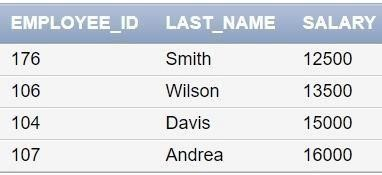 EMPLOYEE_ID LAST_NAME SALARY
176 Smith 12500
106 Wilson 13500
104 Davis 15000
107 Andrea 16000